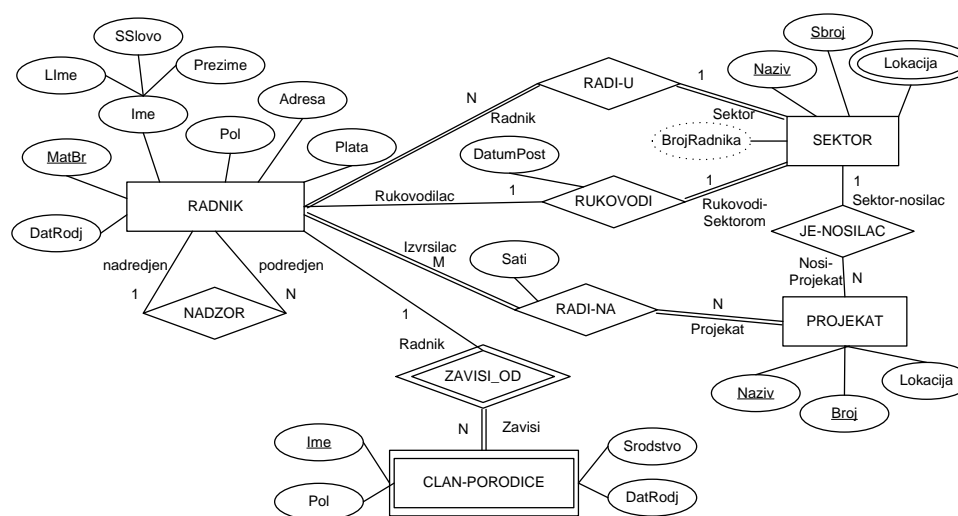 SSlovo
Sbroj
LIme
Prezime
Naziv
Lokacija
Ime
Adresa
N
RADI-U
1
Pol
Radnik
Sektor
MatBr
Plata
DatumPost
BrojRadnika
SEKTOR
RADNIK
Rukovodilac
1
RUKOVODI
1
Rukovodi-
Sektorom
1
Sektor-nosilac
DatRodj
JE-NOSILAC
nadredjen
podredjen
Izvrsilac
M
Sati
Nosi-
Projekat
N
1
N
NADZOR
RADI-NA
N
Projekat
PROJEKAT
1
Radnik
ZAVISI_OD
Naziv
Broj
Lokacija
N
Zavisi
Ime
Srodstvo
CLAN-PORODICE
Pol
DatRodj